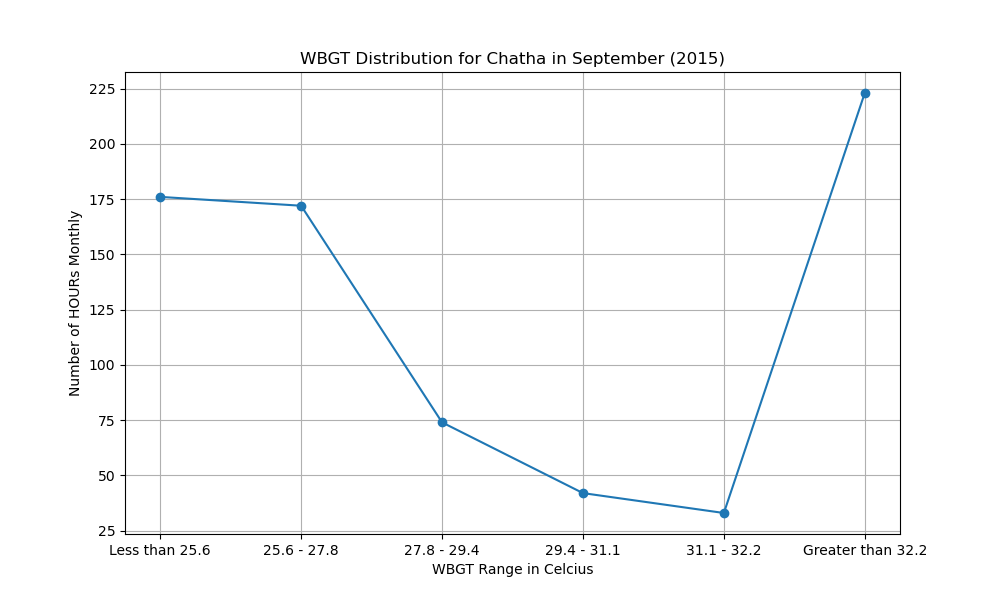 WBGT Distribution for Chatha in September (2015)
Number of HOURs Monthly
225
200
175
150
125
100
75
50
25
Less than 25.6
25.6 - 27.8
27.8 - 29.4
29.4 - 31.1
31.1 - 32.2
Greater than 32.2
WBGT Range in Celcius